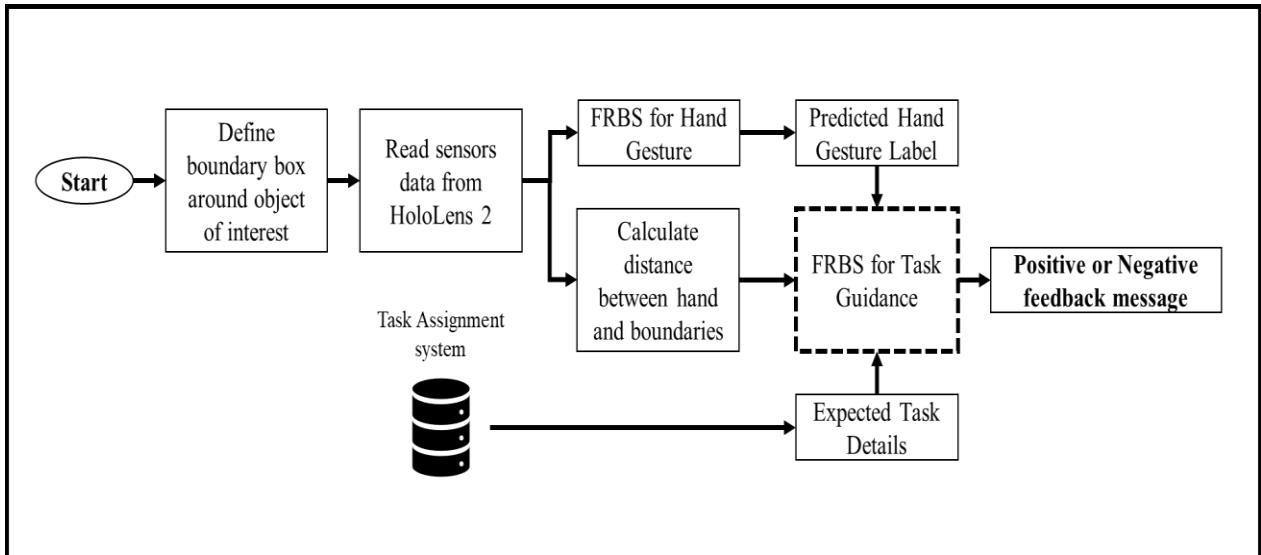 Start
Define
boundary box
around object
of interest
Read sensors
data from
HoloLens 2
FRBS for Hand
Gesture
Predicted Hand
Gesture Label
Calculate
distance
between hand
and boundaries
FRBS for Task
Guidance
Positive or Negative
feedback message
Task Assignment
system
Expected Task
Details